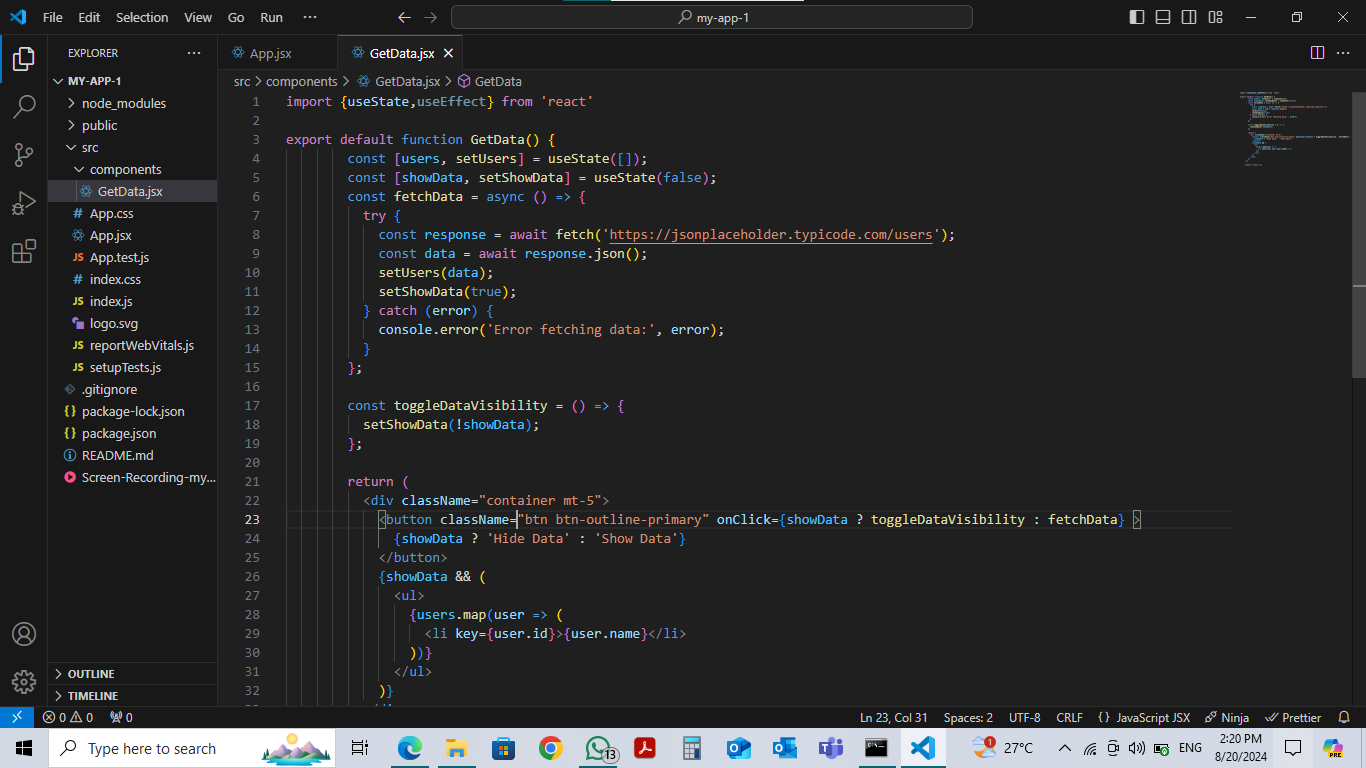 File Edit Selection View Go Run ···
my-app-1
EXPLORER ···
MY-APP-1
node_modules
public
src
components
GetData.jsx
# App.css
App.jsx
JS App.test.js
# index.css
JS index.js
logo.svg
JS reportWebVitals.js
JS setupTests.js
.gitignore
{} package-lock.json
{} package.json
README.md
Screen-Recording-my...
OUTLINE
TIMELINE
App.jsx GetData.jsx
src > components > GetData.jsx > GetData
1 import {useState,useEffect} from 'react'
2
3 export default function GetData() {
4 const [users, setUsers] = useState([]);
5 const [showData, setShowData] = useState(false);
6 const fetchData = async () => {
7 try {
8 const response = await fetch('https://jsonplaceholder.typicode.com/users');
9 const data = await response.json();
10 setUsers(data);
11 setShowData(true);
12 } catch (error) {
13 console.error('Error fetching data:', error);
14 }
15 };
16
17 const toggleDataVisibility = () => {
18 setShowData(!showData);
19 };
20
21 return (
22 <div className="container mt-5">
23 <button className="btn btn-outline-primary" onClick={showData ? toggleDataVisibility : fetchData} >
24 {showData ? 'Hide Data' : 'Show Data'}
25 </button>
26 {showData && (
27 <ul>
28 {users.map(user => (
29 <li key={user.id}>{user.name}</li>
30 ))}
31 </ul>
32 )}
0 0 0 Ln 23, Col 31 Spaces: 2 UTF-8 CRLF {} JavaScript JSX Ninja Prettier
Type here to search 13 1 27°C ENG 2:20 PM
8/20/2024
PRE